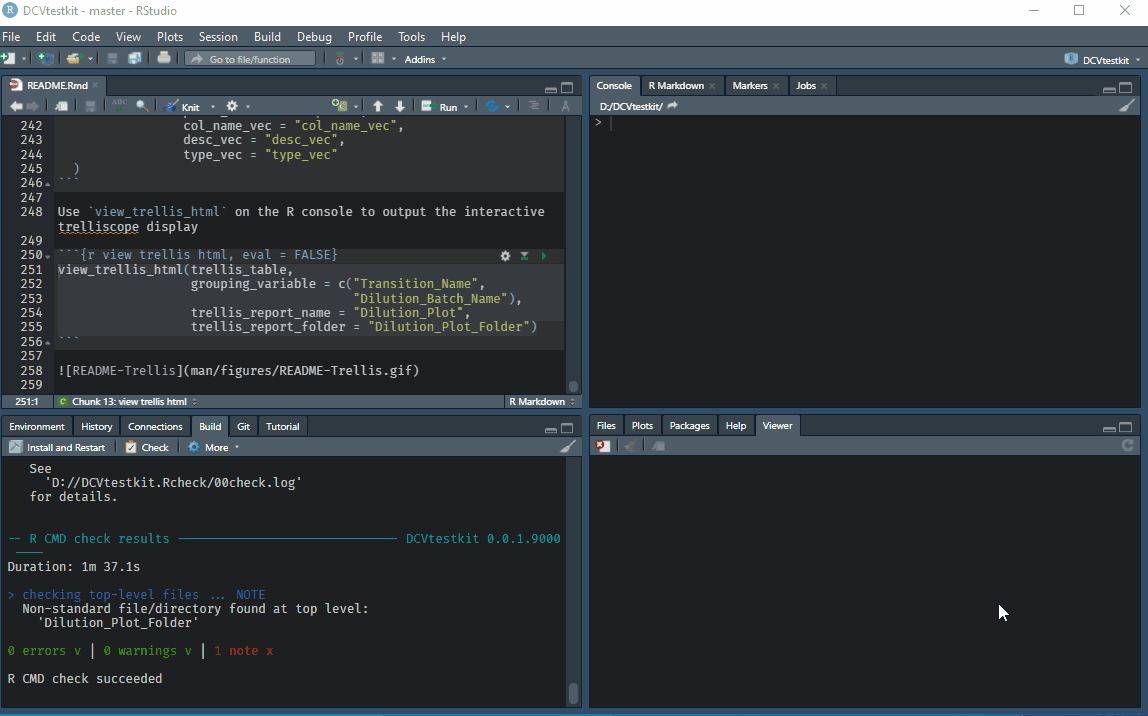 DCVtestkit - master - RStudio
File Edit Code View Plots Session Build Debug Profile Tools Help
Go to file/function Addins DCVtestkit
README.Rmd
ABC Knit Run
242 col_name_vec = "col_name_vec",
243 desc_vec = "desc_vec",
244 type_vec = "type_vec"
245 )
246 ```
247
248 Use `view_trellis_html` on the R console to output the interactive
trelliscope display
249
250 ```{r view trellis html, eval = FALSE}
251 view_trellis_html(trellis_table,
252 grouping_variable = c("Transition_Name",
253 "Dilution_Batch_Name"),
254 trellis_report_name = "Dilution_Plot",
255 trellis_report_folder = "Dilution_Plot_Folder")
256 ```
257
258 ![README-Trellis](man/figures/README-Trellis.gif)
259
251:1 C Chunk 13: view trellis html R Markdown
Console R Markdown Markers Jobs
D:/DCVtestkit/
>
Environment History Connections Build Git Tutorial
Install and Restart Check More
See
'D://DCVtestkit.Rcheck/00check.log'
for details.
-- R CMD check results DCVtestkit 0.0.1.9000
Duration: 1m 37.1s
> checking top-level files ... NOTE
Non-standard file/directory found at top level:
'Dilution_Plot_Folder'
0 errors v | 0 warnings v | 1 note x
R CMD check succeeded
Files Plots Packages Help Viewer